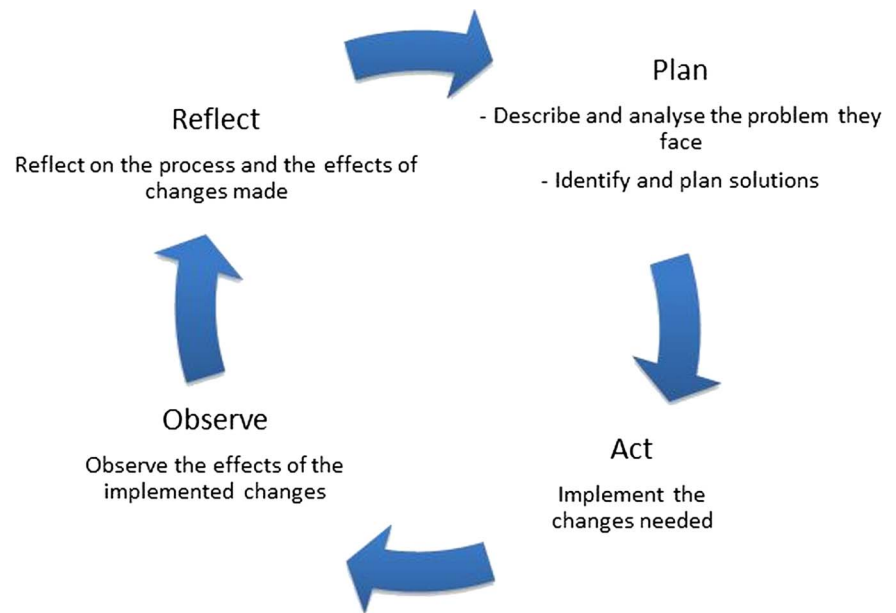 Plan
- Describe and analyse the problem they
face
- Identify and plan solutions
Act
Implement the
changes needed
Observe
Observe the effects of the
implemented changes
Reflect
Reflect on the process and the effects of
changes made